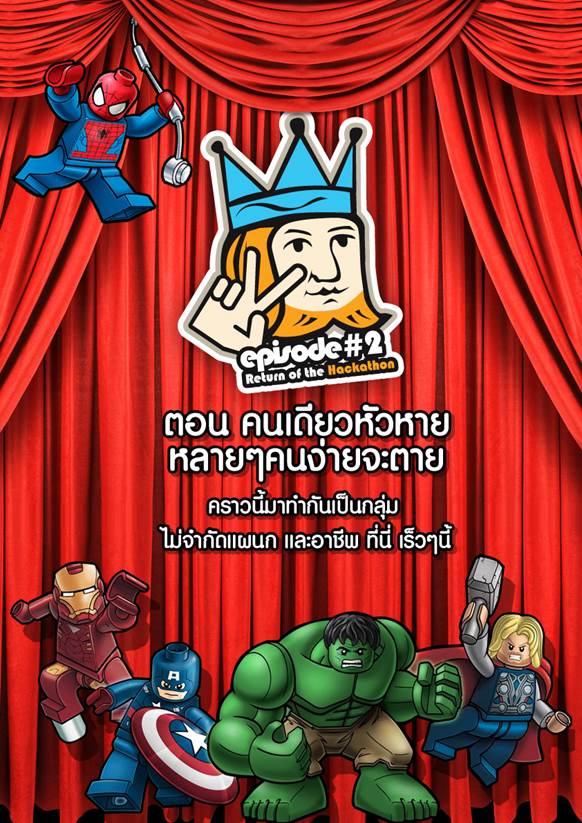 episode#2
Return of the Hackathon
ตอน คนเดียวหัวหาย
หลายๆคนง่ายจะตาย
คราวนี้มาทำกันเป็นกลุ่ม
ไม่จำกัดแผนก และอาชีพ ที่นี่ เร็วๆนี้
A